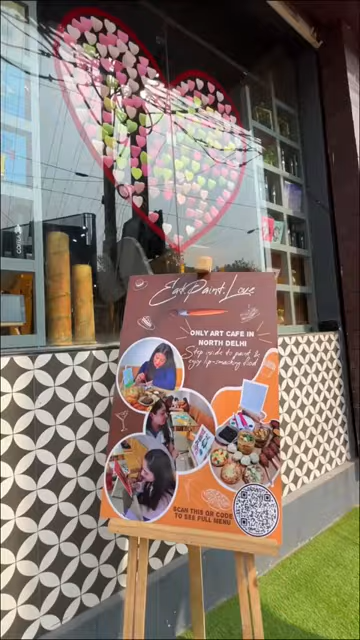 Eat. Paint. Love
ONLY ART CAFE IN
NORTH DELHI
Step inside to paint &
enjoy lip-smacking food
SCAN THIS QR CODE
TO SEE FULL MENU